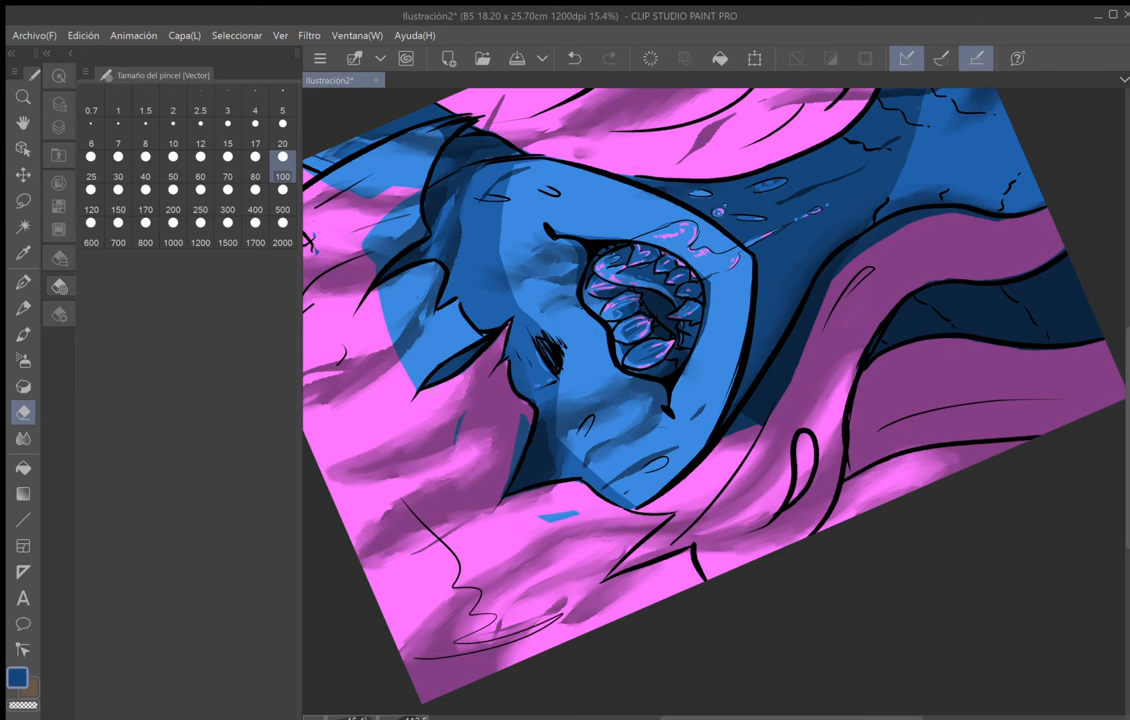 Ilustración2* (B5 18.20 x 25.70cm 1200dpi 15.4%) - CLIP STUDIO PAINT PRO
Archivo(F) Edición Animación Capa(L) Seleccionar Ver Filtro Ventana(W) Ayuda(H)
Tamaño del pincel [Vector]
Ilustración2*
0.7 1 1.5 2 2.5 3 4 5
6 7 8 10 12 15 17 20
25 30 40 50 60 70 80 100
120 150 170 200 250 300 400 500
600 700 800 1000 1200 1500 1700 2000